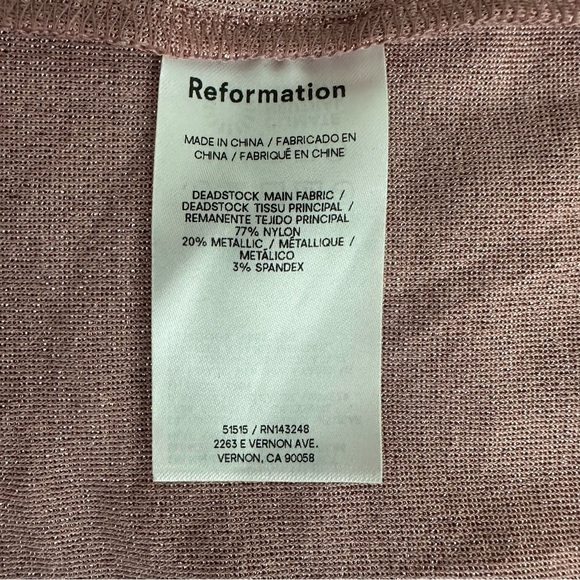 Reformation
MADE IN CHINA / FABRICADO EN
CHINA / FABRIQUÉ EN CHINE
DEADSTOCK MAIN FABRIC /
DEADSTOCK TISSU PRINCIPAL /
REMANENTE TEJIDO PRINCIPAL
77% NYLON
20% METALLIC / MÉTALLIQUE /
METÁLICO
3% SPANDEX
51515 / RN143248
2263 E VERNON AVE.
VERNON, CA 90058